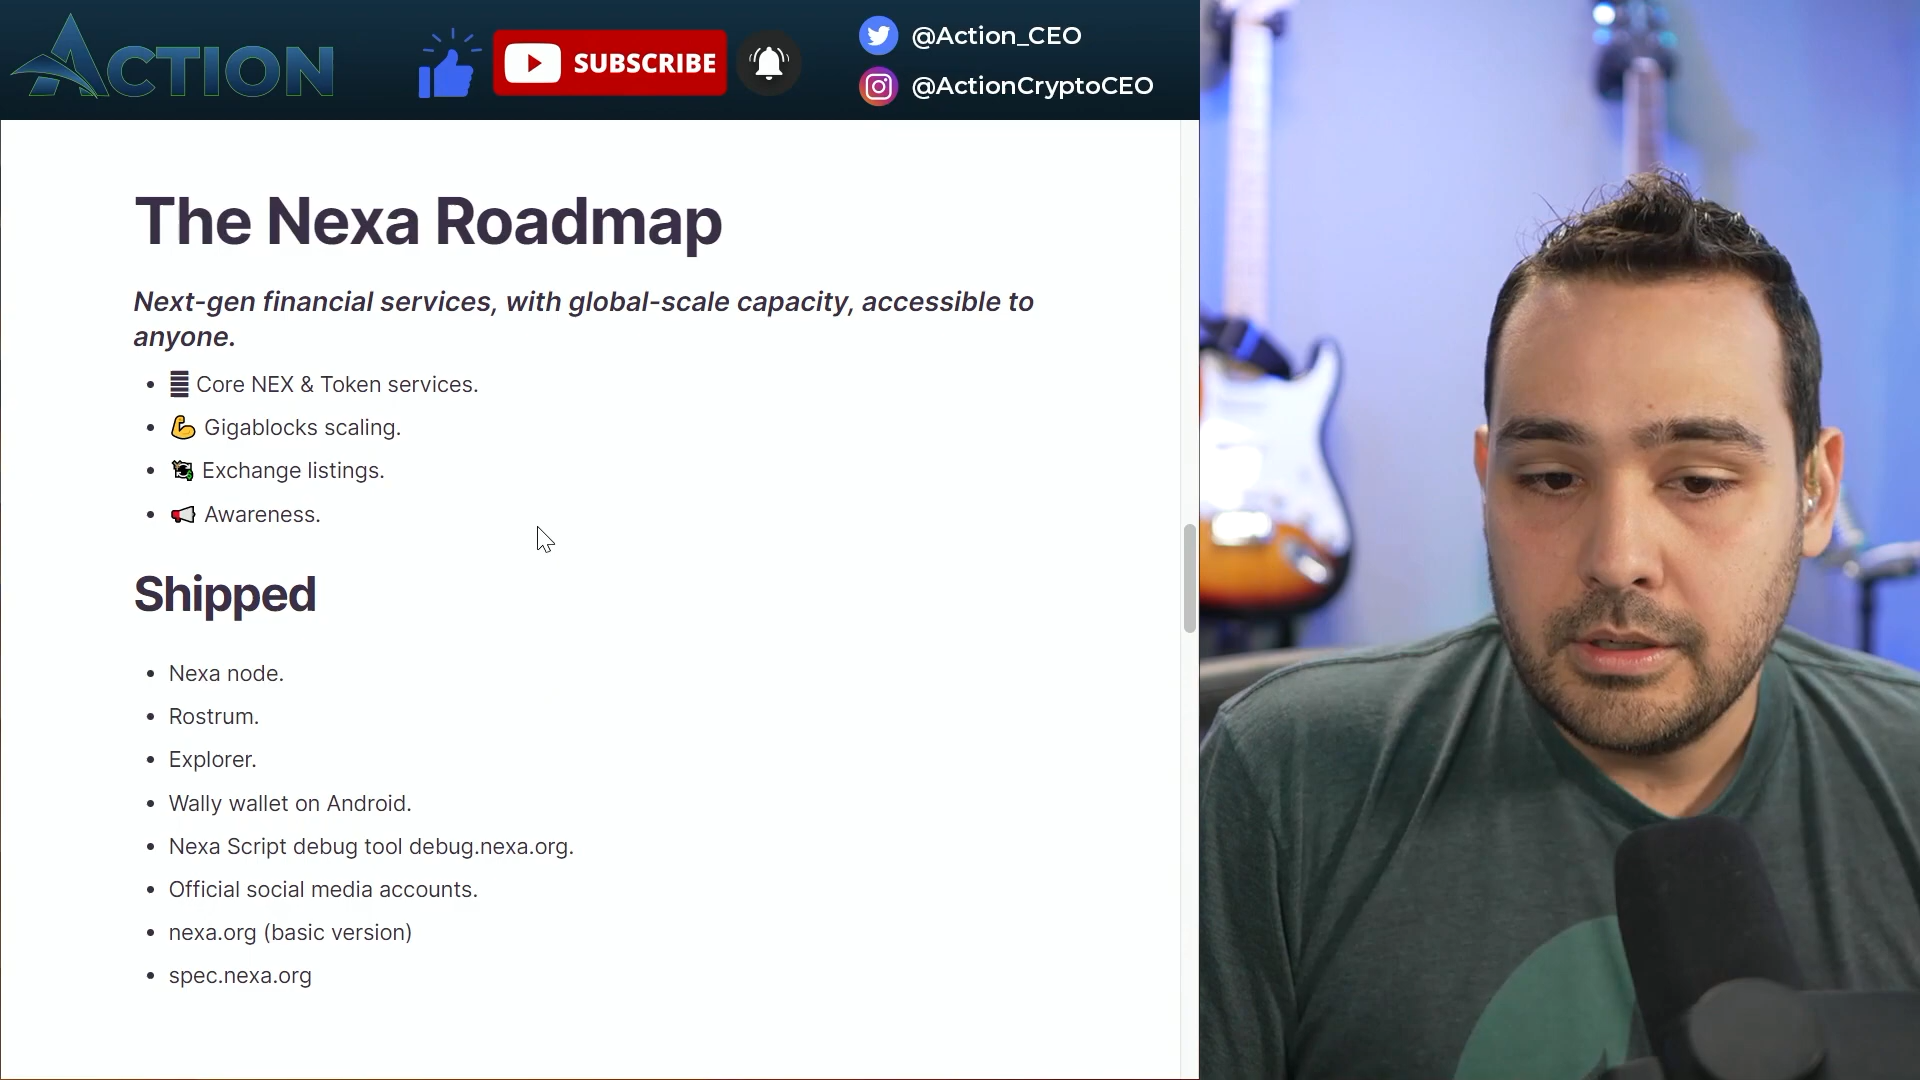 ACTION
SUBSCRIBE
@Action_CEO
@ActionCryptoCEO
The Nexa Roadmap
Next-gen financial services, with global-scale capacity, accessible to
anyone.
Core NEX & Token services.
Gigablocks scaling.
Exchange listings.
Awareness.
Shipped
Nexa node.
Rostrum.
Explorer.
Wally wallet on Android.
Nexa Script debug tool debug.nexa.org.
Official social media accounts.
nexa.org (basic version)
spec.nexa.org